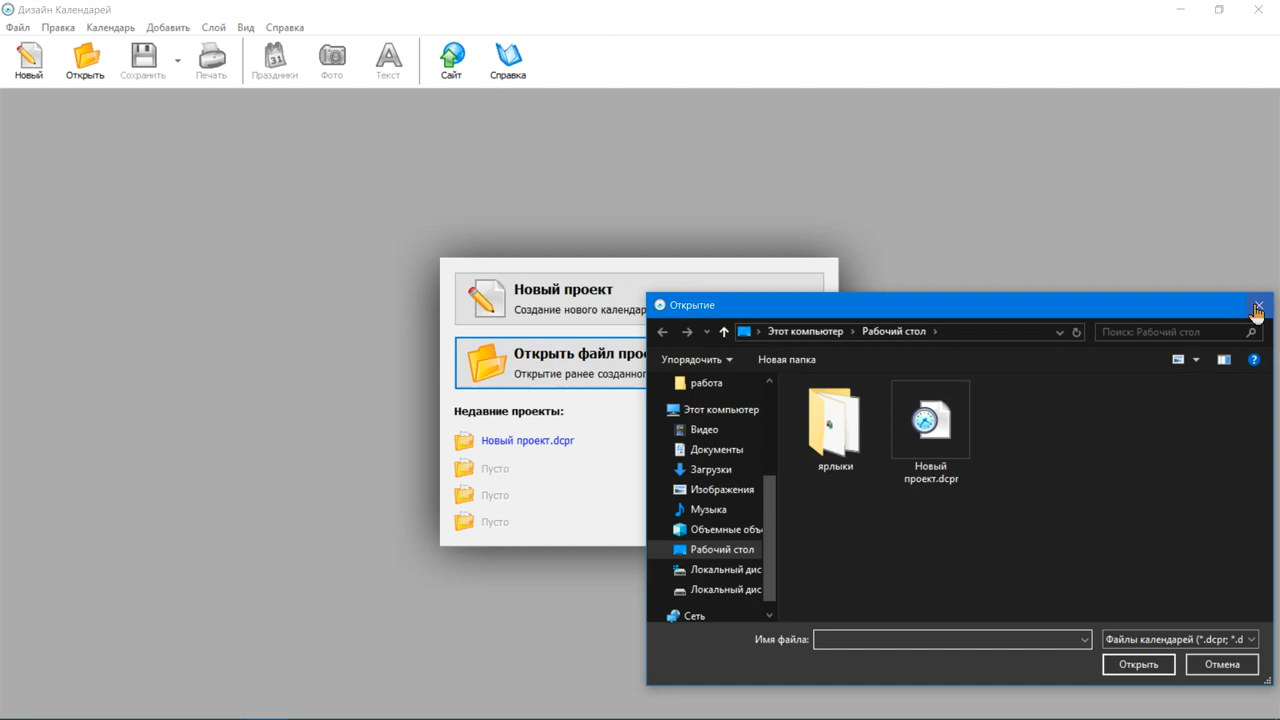 Дизайн Календарей
Файл Правка Календарь Добавить Слой Вид Справка
Новый Открыть Сохранить Печать Праздники Фото Текст Сайт Справка
31
Новый проект
Создание нового календар
Открыть файл прое
Открытие ранее созданног
Недавние проекты:
Новый проект.dcpr
Пусто
Пусто
Пусто
Открытие
Этот компьютер Рабочий стол
Поиск: Рабочий стол
Упорядочить Новая папка
работа
Этот компьютер
Видео
Документы
Загрузки
Изображения
Музыка
Объемные объ
Рабочий стол
Локальный дис
Локальный дис
Сеть
ярлыки
Новый
проект.dcpr
Имя файла:
Файлы календарей (*.dcpr; *.d
Открыть Отмена